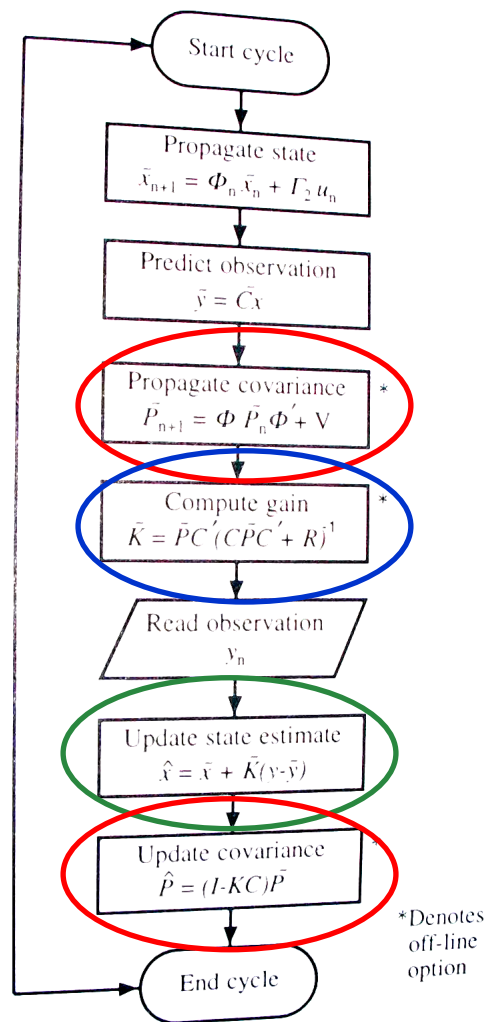 Start cycle
Propagate state
x̄ₙ₊₁ = Φₙ x̄ₙ + Γ₂ uₙ
Predict observation
ȳ = C̄x
Propagate covariance *
P̄ₙ₊₁ = Φ P̄ₙ Φ′ + V
Compute gain *
K̄ = P̄C′(CP̄C′ + R)⁻¹
Read observation
yₙ
Update state estimate
x̂ = x̄ + K̄(y-ȳ)
Update covariance *
P̂ = (I-KC)P̄
*Denotes
off-line
option
End cycle